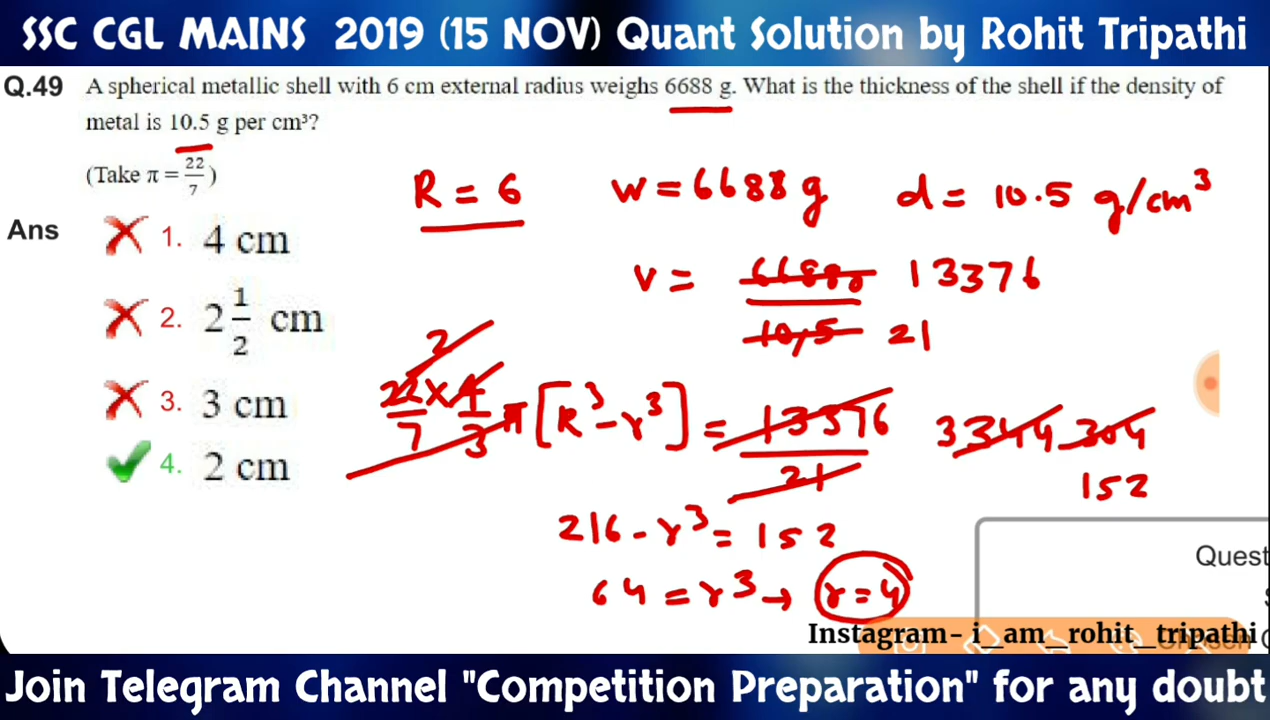 SSC CGL MAINS 2019 (15 NOV) Quant Solution by Rohit Tripathi
Q.49 A spherical metallic shell with 6 cm external radius weighs 6688 g. What is the thickness of the shell if the density of
metal is 10.5 g per cm³?
(Take π = 22/7)
R = 6 w = 6688 g d = 10.5 g/cm³
Ans
1. 4 cm
2. 2 1/2 cm
3. 3 cm
4. 2 cm
v = 66880 13376
10.5 21
2
22/7 × 4/3 π [R³ - r³] = 13376/21 3344 304
152
216 - r³ = 152
64 = r³ → r = 4
Quest
Instagram- i_am_rohit_tripathi
Join Telegram Channel "Competition Preparation" for any doubt